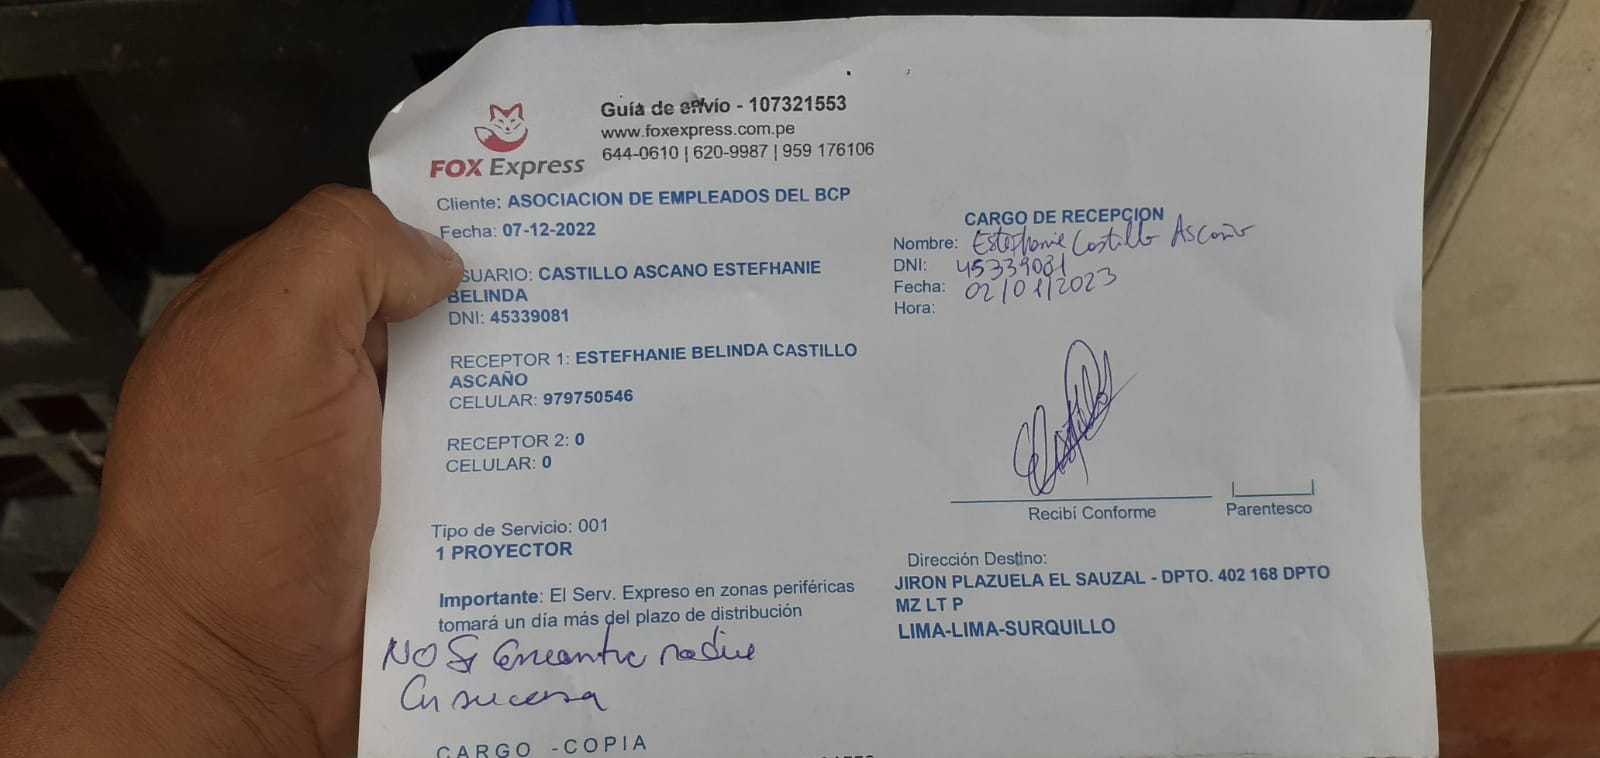 FOX Express
Guía de envío - 107321553
www.foxexpress.com.pe
644-0610 | 620-9987 | 959 176106
Cliente: ASOCIACION DE EMPLEADOS DEL BCP
Fecha: 07-12-2022
SUARIO: CASTILLO ASCANO ESTEFHANIE
BELINDA
DNI: 45339081
RECEPTOR 1: ESTEFHANIE BELINDA CASTILLO
ASCAÑO
CELULAR: 979750546
RECEPTOR 2: 0
CELULAR: 0
Tipo de Servicio: 001
1 PROYECTOR
Importante: El Serv. Expreso en zonas periféricas
tomará un día más del plazo de distribución
No se encontro nadie
En su casa
CARGO -COPIA
CARGO DE RECEPCION
Nombre: Estefhanie Castillo Ascaño
DNI: 45339081
Fecha: 02/01/2023
Hora:
Recibí Conforme
Parentesco
Dirección Destino:
JIRON PLAZUELA EL SAUZAL - DPTO. 402 168 DPTO
MZ LT P
LIMA-LIMA-SURQUILLO